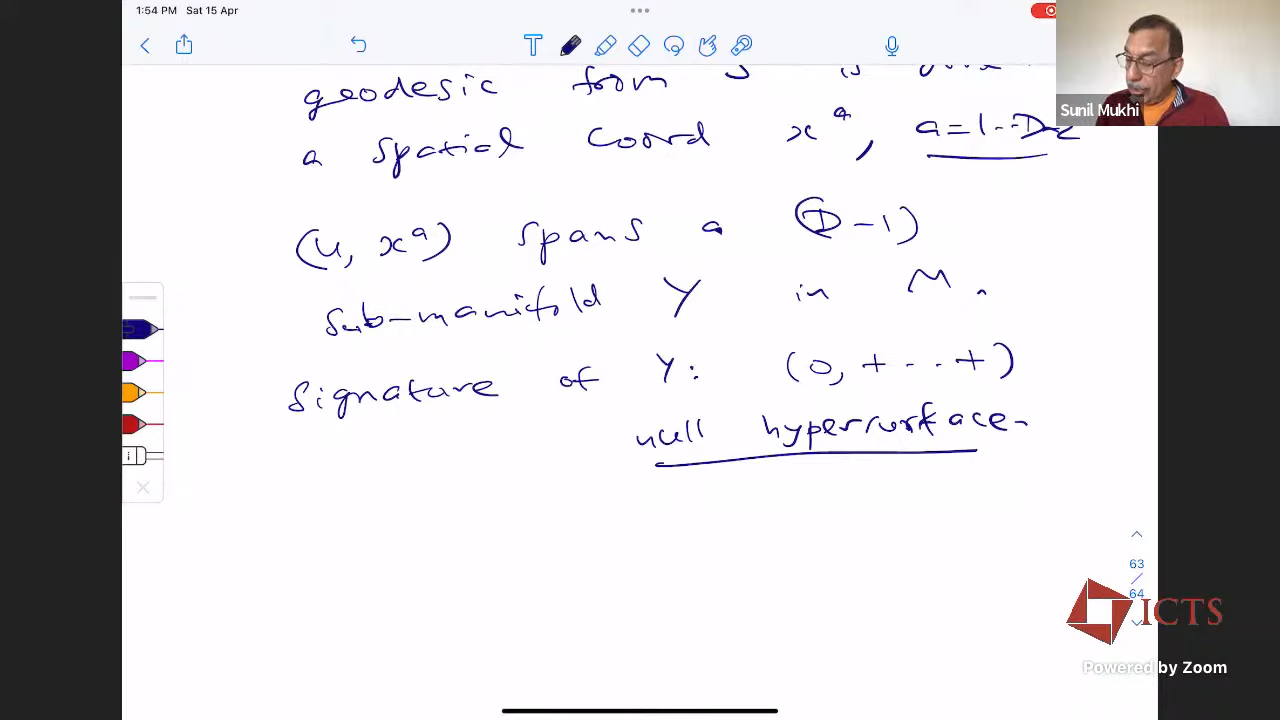 1:54 PM Sat 15 Apr
geodesic from is
a spatial coord x^a, a=1--D-2
(u, x^a) spans a (D-1)
sub-manifold Y in M.
signature of Y: (0, + . . . +)
null hypersurface-
Sunil Mukhi
63
/
64
ICTS
Powered by Zoom